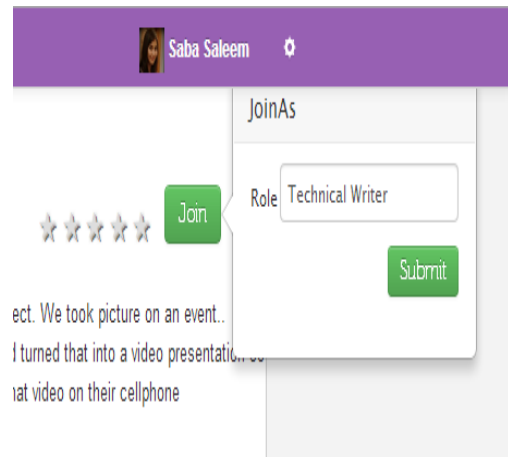 Saba Saleem
JoinAs
Join
Role Technical Writer
Submit
ect. We took picture on an event..
d turned that into a video presentation
hat video on their cellphone